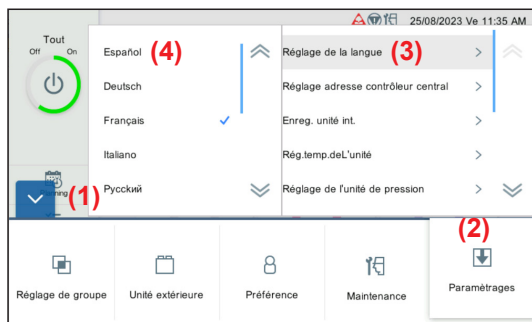 25/08/2023 Ve 11:35 AM
Tout
Off On
Español (4)
Deutsch
Français
Italiano
Русский
Réglage de la langue (3)
Réglage adresse contrôleur central
Enreg. unité int.
Rég.temp.deL'unité
Réglage de l'unité de pression
(1)
(2)
Réglage de groupe
Unité extérieure
Préférence
Maintenance
Paramètrages